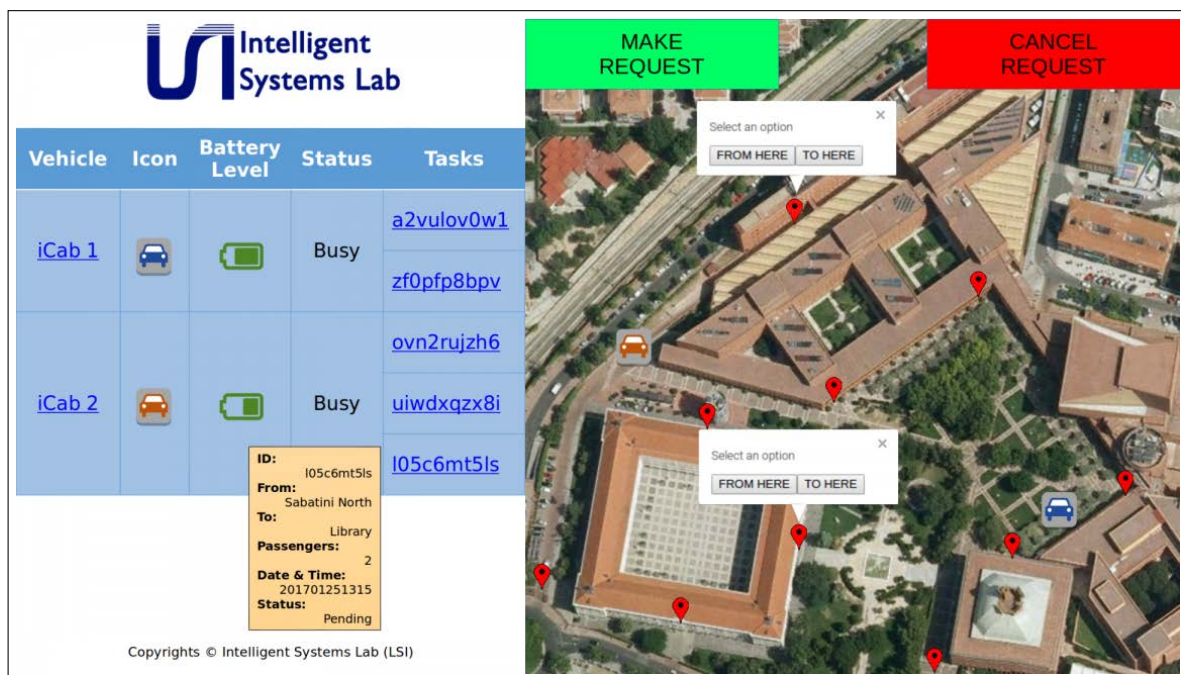 Intelligent
Systems Lab
Vehicle Icon Battery Level Status Tasks
iCab 1 Busy a2vulov0w1
zf0pfp8bpv
iCab 2 Busy ovn2rujzh6
uiwdxqzx8i
l05c6mt5ls
ID:
l05c6mt5ls
From:
Sabatini North
To:
Library
Passengers:
2
Date & Time:
201701251315
Status:
Pending
Copyrights © Intelligent Systems Lab (LSI)
MAKE
REQUEST
CANCEL
REQUEST
Select an option
FROM HERE TO HERE
Select an option
FROM HERE TO HERE